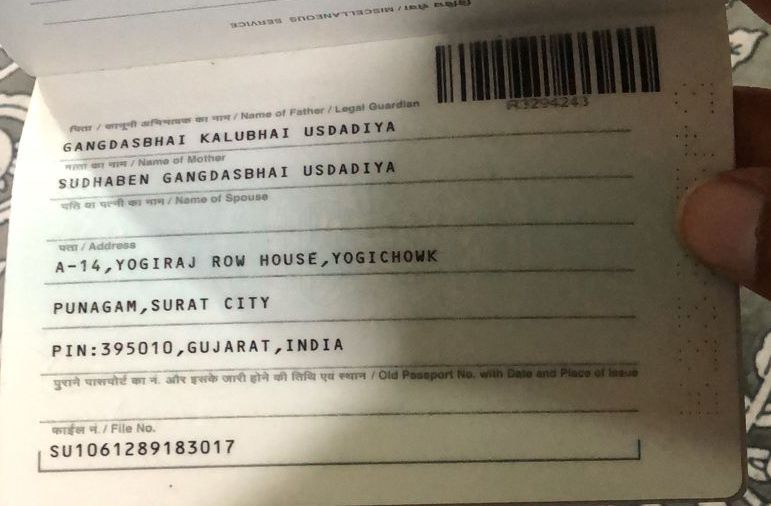 विविध सेवा / MISCELLANEOUS SERVICE
R3294243
पिता / कानूनी अभिभावक का नाम / Name of Father / Legal Guardian
GANGDASBHAI KALUBHAI USDADIYA
माता का नाम / Name of Mother
SUDHABEN GANGDASBHAI USDADIYA
पति या पत्नी का नाम / Name of Spouse
पता / Address
A-14,YOGIRAJ ROW HOUSE,YOGICHOWK
PUNAGAM,SURAT CITY
PIN:395010,GUJARAT,INDIA
पुराने पासपोर्ट का नं. और इसके जारी होने की तिथि एवं स्थान / Old Passport No. with Date and Place of Issue
फाईल नं. / File No.
SU1061289183017